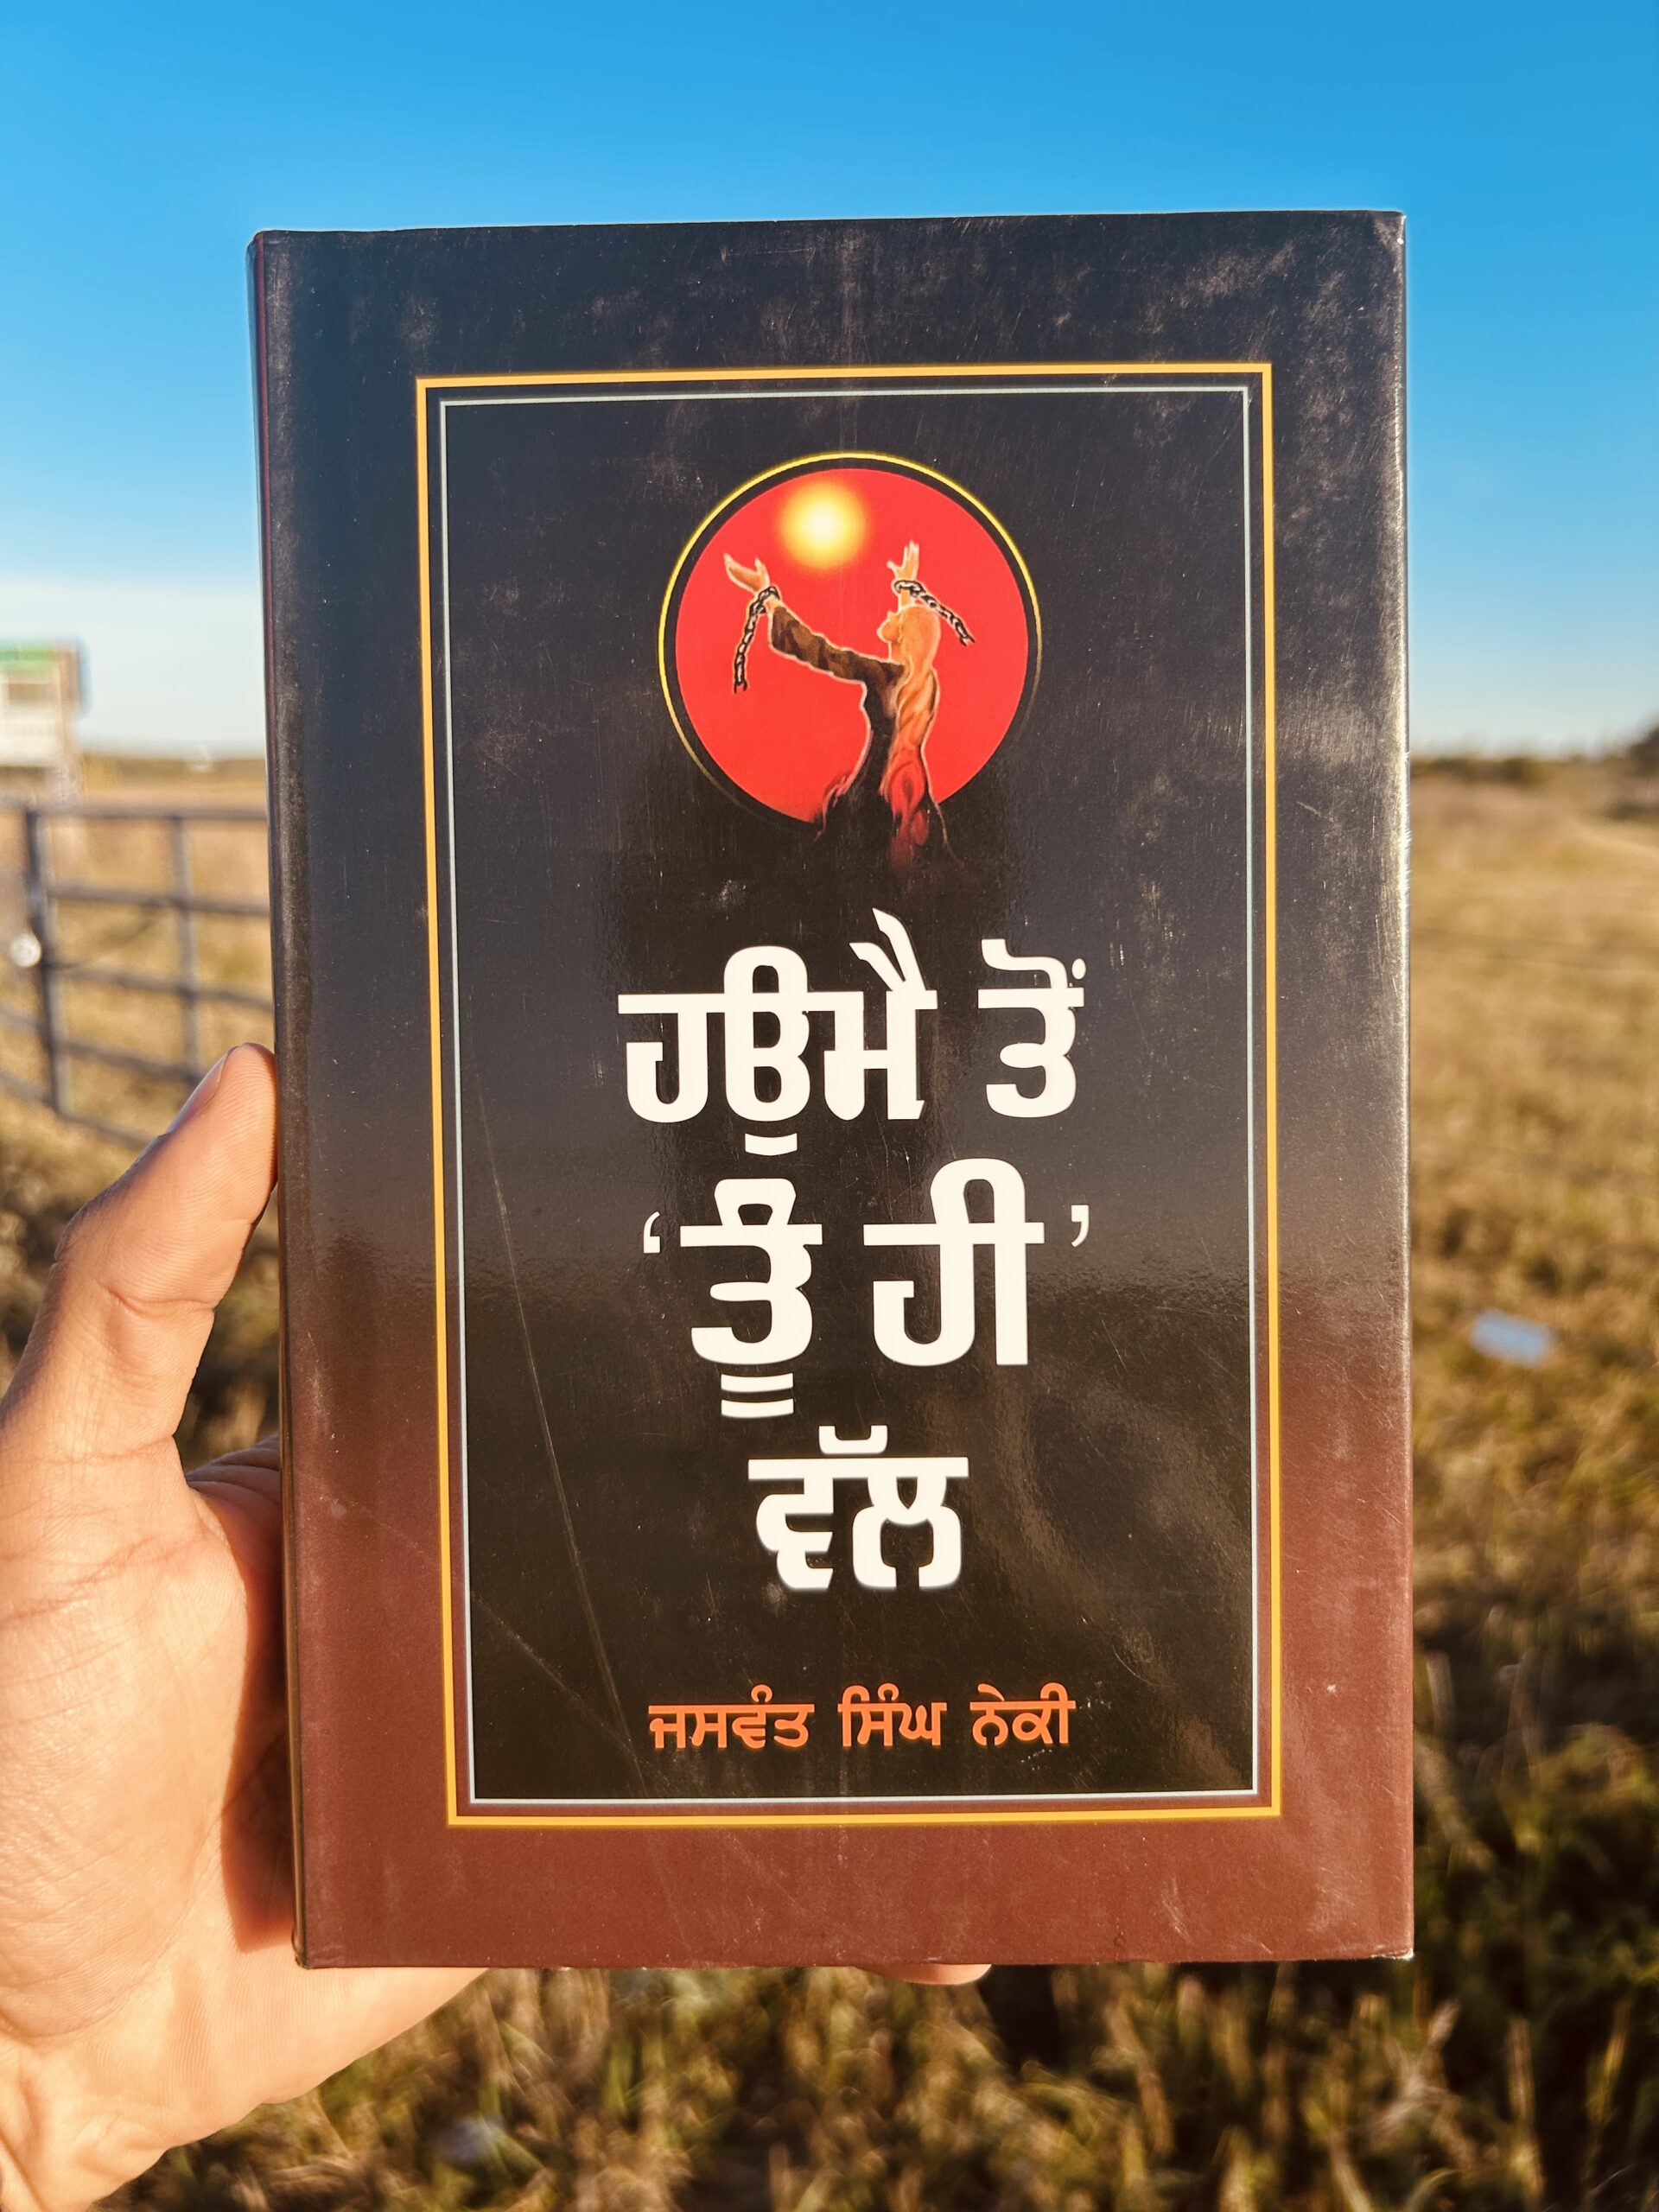 ਹਉਮੈ ਤੋਂ
‘ਤੂੰ ਹੀ’
ਵੱਲ
ਜਸਵੰਤ ਸਿੰਘ ਨੇਕੀ